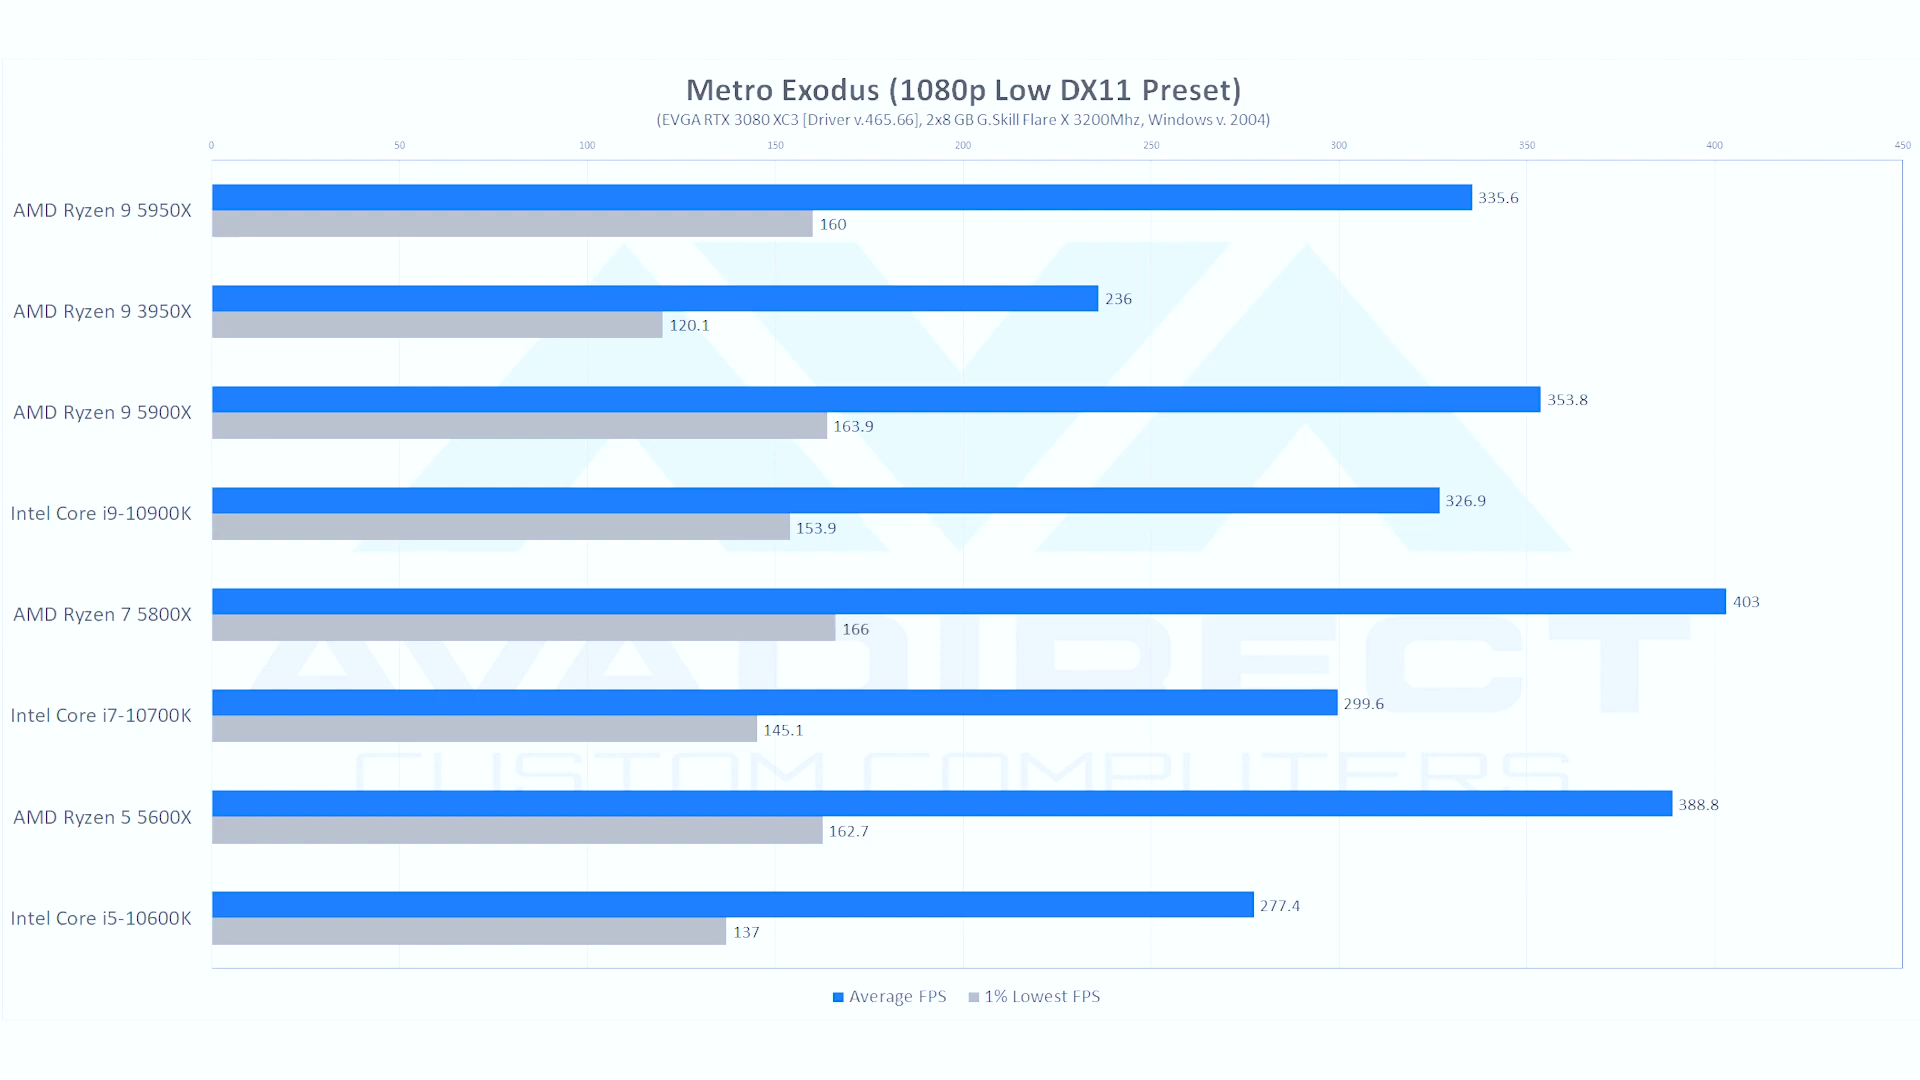 Metro Exodus (1080p Low DX11 Preset)
(EVGA RTX 3080 XC3 [Driver v.465.66], 2x8 GB G.Skill Flare X 3200Mhz, Windows v. 2004)
0 50 100 150 200 250 300 350 400 450
AMD Ryzen 9 5950X
335.6
160
AMD Ryzen 9 3950X
236
120.1
AMD Ryzen 9 5900X
353.8
163.9
Intel Core i9-10900K
326.9
153.9
AMD Ryzen 7 5800X
403
166
AVADIRECT
Intel Core i7-10700K
299.6
145.1
CUSTOM COMPUTERS
AMD Ryzen 5 5600X
388.8
162.7
Intel Core i5-10600K
277.4
137
Average FPS 1% Lowest FPS